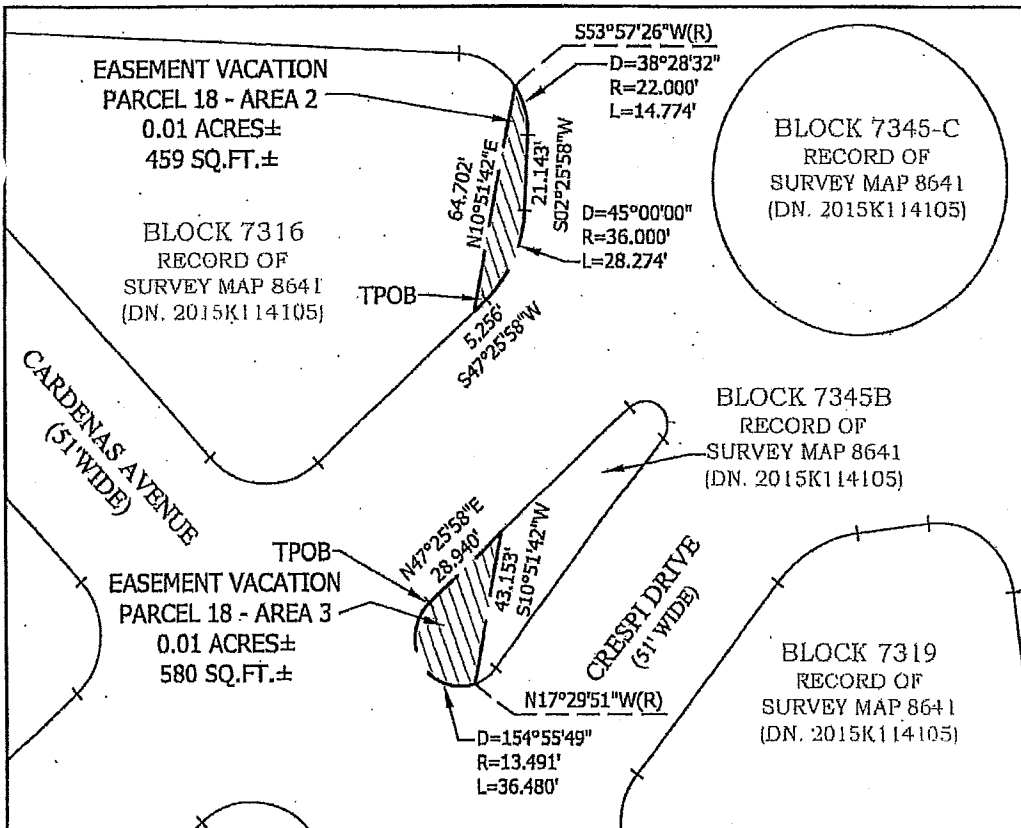 S53°57'26"W(R)
D=38°28'32"
R=22.000'
L=14.774'
EASEMENT VACATION
PARCEL 18 - AREA 2
0.01 ACRES±
459 SQ.FT.±
64.702'
N10°51'42"E
21.143'
S02°25'58"W
D=45°00'00"
R=36.000'
L=28.274'
BLOCK 7345-C
RECORD OF
SURVEY MAP 8641
(DN. 2015K114105)
BLOCK 7316
RECORD OF
SURVEY MAP 8641
(DN. 2015K114105)
TPOB
5.256'
S47°25'58"W
CARDENAS AVENUE
(51'WIDE)
BLOCK 7345B
RECORD OF
SURVEY MAP 8641
(DN. 2015K114105)
TPOB
N47°25'58"E
28.940'
43.153'
S10°51'42"W
EASEMENT VACATION
PARCEL 18 - AREA 3
0.01 ACRES±
580 SQ.FT.±
CRESPI DRIVE
(51' WIDE)
N17°29'51"W(R)
D=154°55'49"
R=13.491'
L=36.480'
BLOCK 7319
RECORD OF
SURVEY MAP 8641
(DN. 2015K114105)